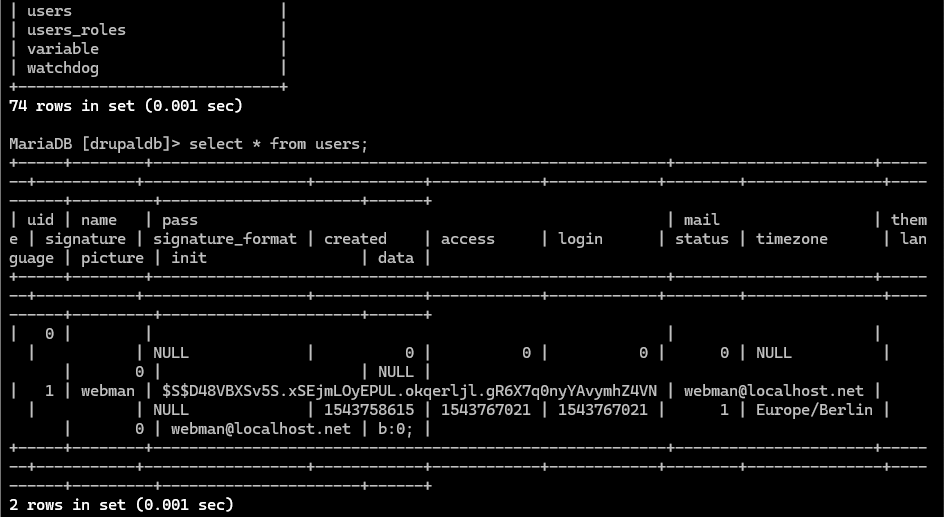 | users                       |
| users_roles                 |
| variable                    |
| watchdog                    |
+-----------------------------+
74 rows in set (0.001 sec)

MariaDB [drupaldb]> select * from users;
+-----+--------+---------------------------------------------------------+----------------------+-----
--+-----------+------------------+------------+------------+------------+--------+---------------+----
------+---------+----------------------+------+
| uid | name   | pass                                                    | mail                 | them
e | signature | signature_format | created    | access     | login      | status | timezone      | lan
guage | picture | init                 | data |
+-----+--------+---------------------------------------------------------+----------------------+-----
--+-----------+------------------+------------+------------+------------+--------+---------------+----
------+---------+----------------------+------+
|   0 |        |                                                         |                      |
  |           | NULL             |          0 |          0 |          0 |      0 | NULL          |
      |       0 |                      | NULL |
|   1 | webman | $S$D48VBXSv5S.xSEjmLOyEPUL.okqerljl.gR6X7q0nyYAvymhZ4VN | webman@localhost.net |
  |           | NULL             | 1543758615 | 1543767021 | 1543767021 |      1 | Europe/Berlin |
      |       0 | webman@localhost.net | b:0; |
+-----+--------+---------------------------------------------------------+----------------------+-----
--+-----------+------------------+------------+------------+------------+--------+---------------+----
------+---------+----------------------+------+
2 rows in set (0.001 sec)